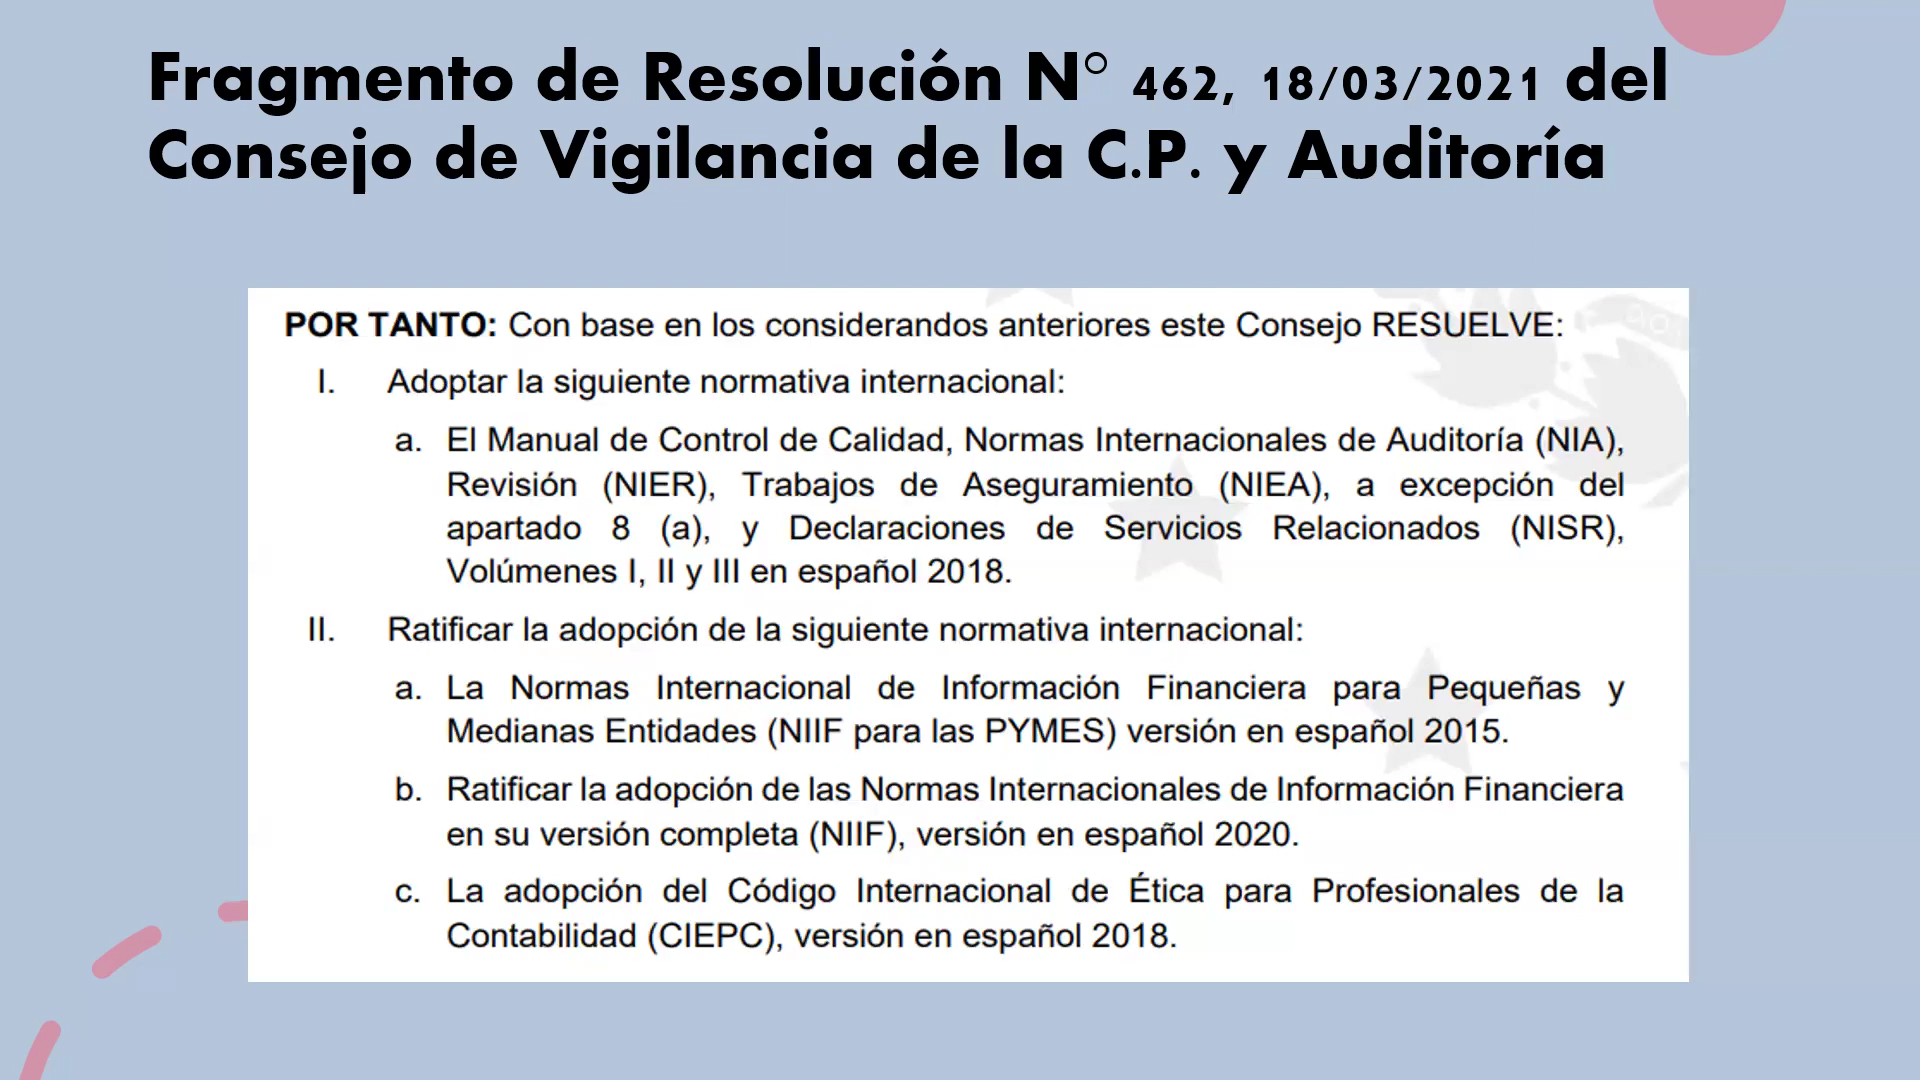 Fragmento de Resolución N° 462, 18/03/2021 del
Consejo de Vigilancia de la C.P. y Auditoría
POR TANTO: Con base en los considerandos anteriores este Consejo RESUELVE:
I. Adoptar la siguiente normativa internacional:
a. El Manual de Control de Calidad, Normas Internacionales de Auditoría (NIA),
Revisión (NIER), Trabajos de Aseguramiento (NIEA), a excepción del
apartado 8 (a), y Declaraciones de Servicios Relacionados (NISR),
Volúmenes I, II y III en español 2018.
II. Ratificar la adopción de la siguiente normativa internacional:
a. La Normas Internacional de Información Financiera para Pequeñas y
Medianas Entidades (NIIF para las PYMES) versión en español 2015.
b. Ratificar la adopción de las Normas Internacionales de Información Financiera
en su versión completa (NIIF), versión en español 2020.
c. La adopción del Código Internacional de Ética para Profesionales de la
Contabilidad (CIEPC), versión en español 2018.